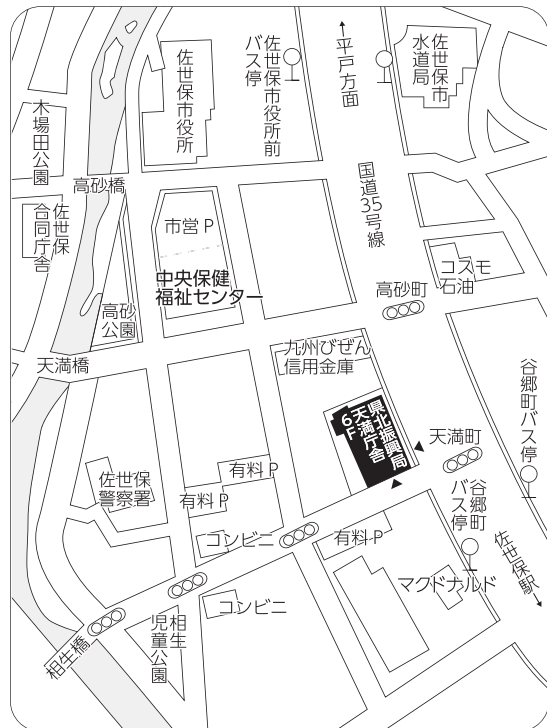 木場田公園
佐世保市役所
佐世保市役所前
バス停
↑平戸方面
佐世保市
水道局
高砂橋
佐世保
合同庁舎
市営P
国道35号線
中央保健
福祉センター
コスモ
石油
高砂町
高砂
公園
天満橋
九州びぜん
信用金庫
谷郷町バス停
県北振興局
天満庁舎
6F
天満町
佐世保
警察署
有料P
有料P
谷郷町
バス停
コンビニ
有料P
佐世保駅→
マクドナルド
コンビニ
相生
児童公園
相生橋